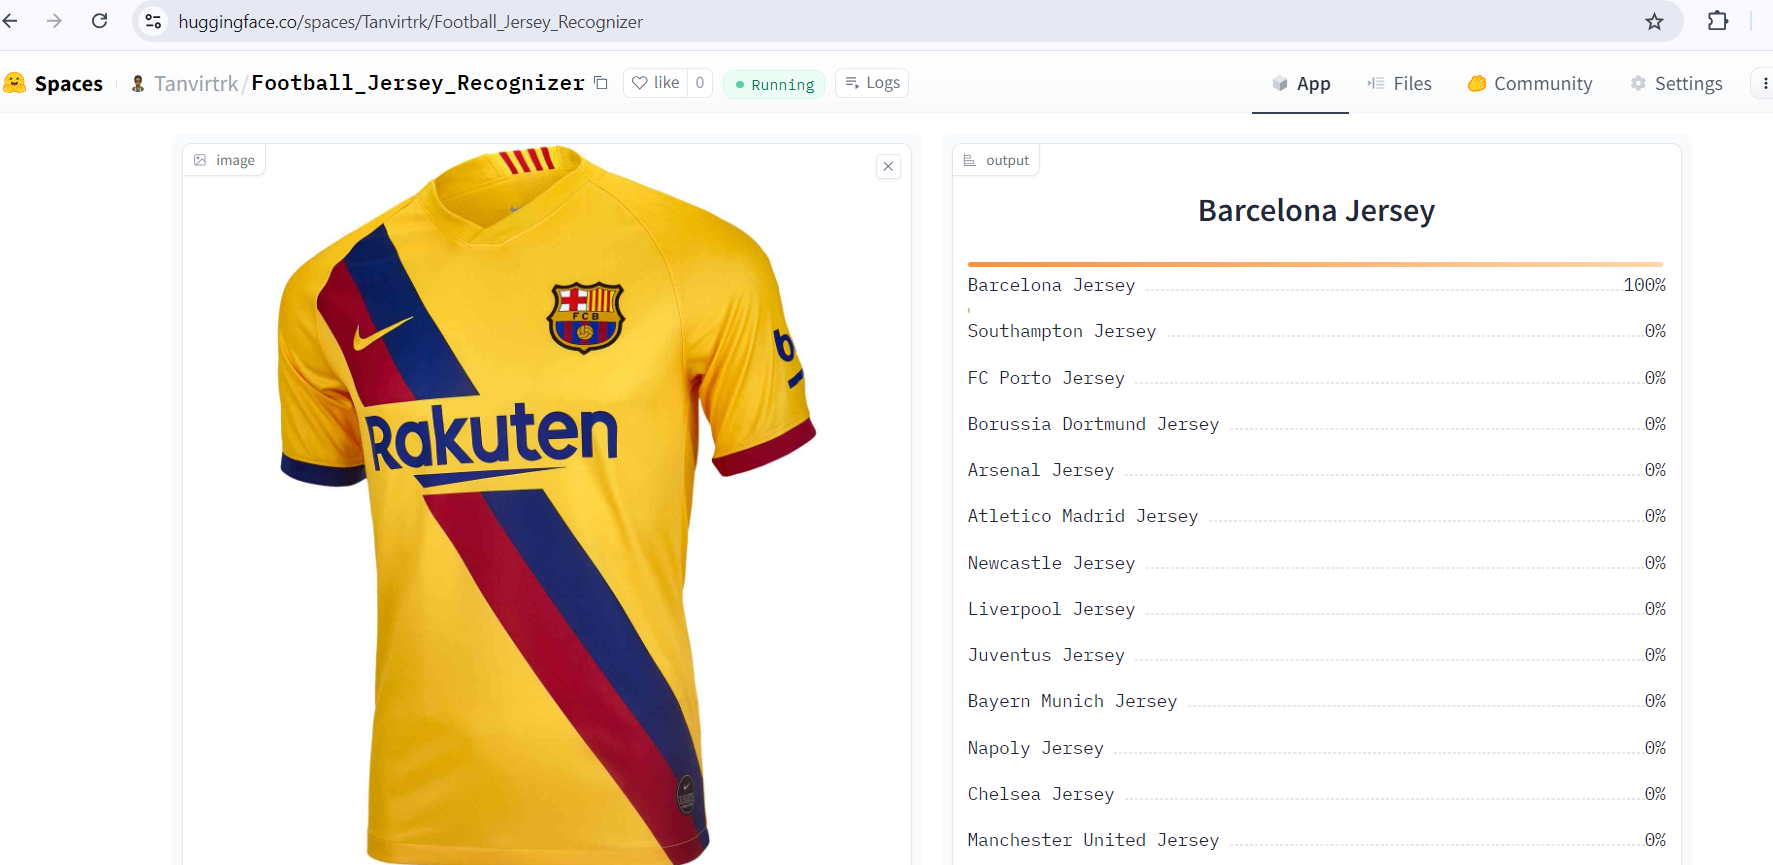 huggingface.co/spaces/Tanvirtrk/Football_Jersey_Recognizer
Spaces
Tanvirtrk/Football_Jersey_Recognizer
like 0
Running
Logs
App
Files
Community
Settings
image
FCB
b
Rakuten
output
Barcelona Jersey
Barcelona Jersey 100%
Southampton Jersey 0%
FC Porto Jersey 0%
Borussia Dortmund Jersey 0%
Arsenal Jersey 0%
Atletico Madrid Jersey 0%
Newcastle Jersey 0%
Liverpool Jersey 0%
Juventus Jersey 0%
Bayern Munich Jersey 0%
Napoly Jersey 0%
Chelsea Jersey 0%
Manchester United Jersey 0%